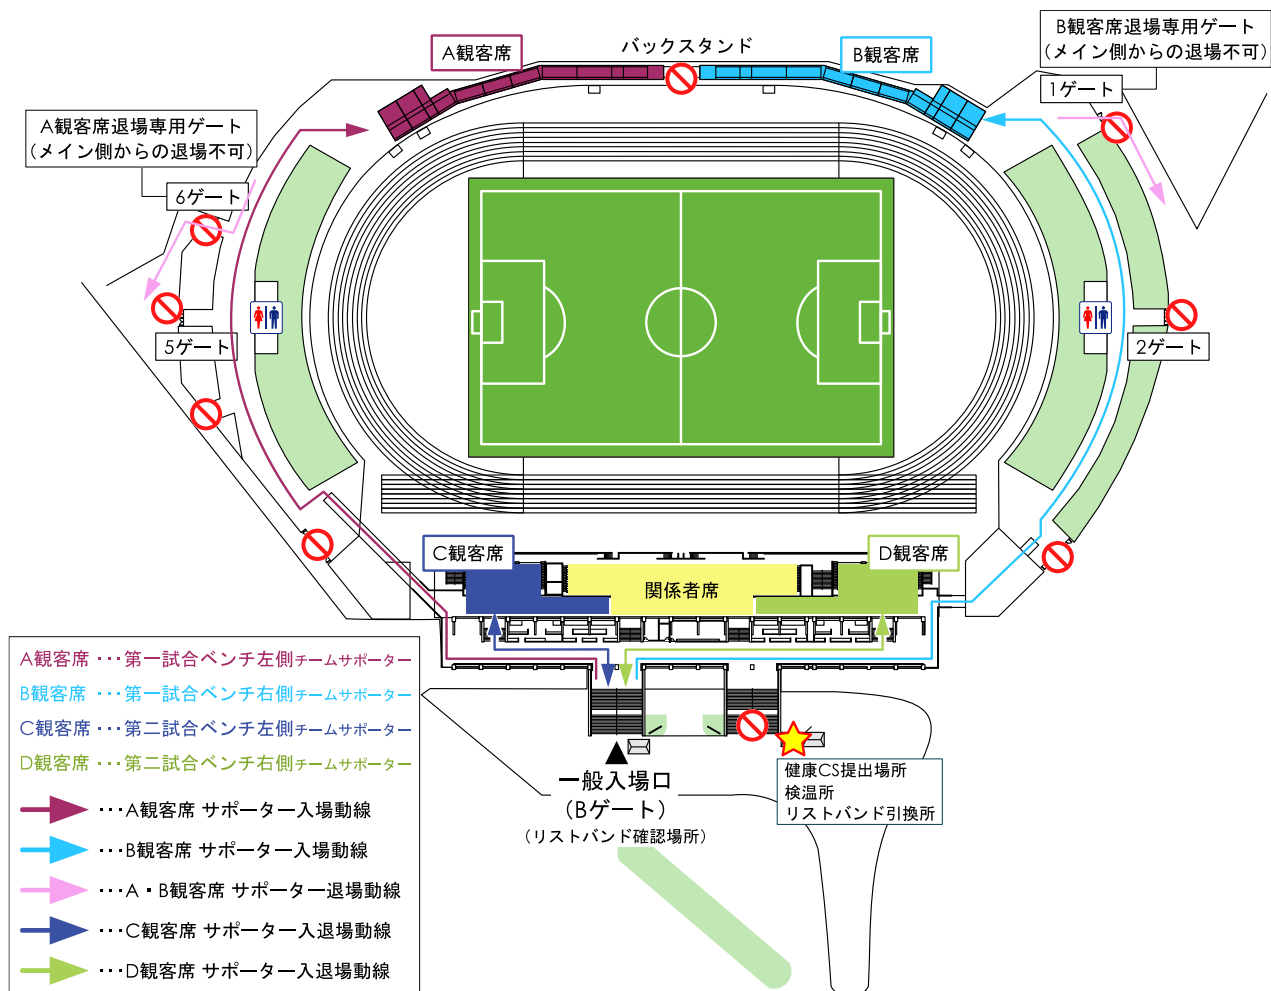 A観客席
バックスタンド
B観客席
B観客席退場専用ゲート
(メイン側からの退場不可)
1ゲート
A観客席退場専用ゲート
(メイン側からの退場不可)
6ゲート
5ゲート
2ゲート
C観客席
D観客席
関係者席
A観客席 ・・・第一試合ベンチ左側チームサポーター
B観客席 ・・・第一試合ベンチ右側チームサポーター
C観客席 ・・・第二試合ベンチ左側チームサポーター
D観客席 ・・・第二試合ベンチ右側チームサポーター
・・・A観客席 サポーター入場動線
・・・B観客席 サポーター入場動線
・・・A・B観客席 サポーター退場動線
・・・C観客席 サポーター入退場動線
・・・D観客席 サポーター入退場動線
一般入場口
(Bゲート)
(リストバンド確認場所)
健康CS提出場所
検温所
リストバンド引換所